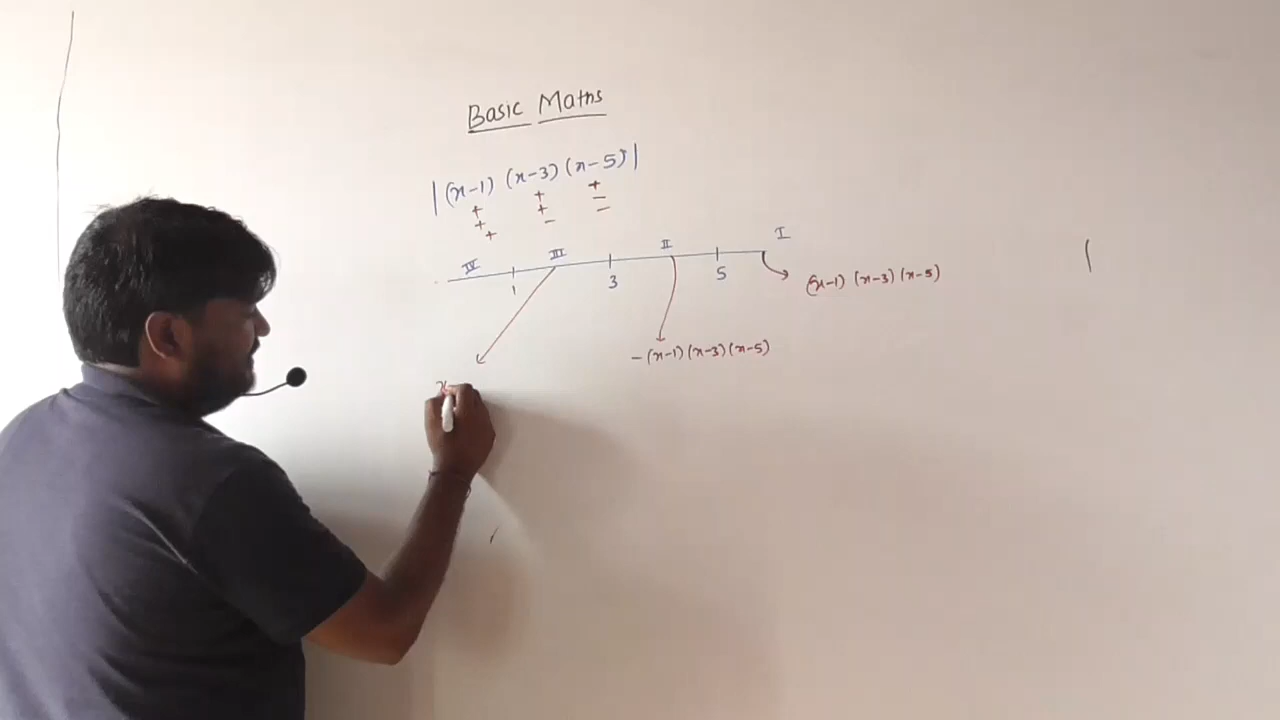 Basic Maths
|(x-1) (x-3) (x-5)|
+ + +
+ + -
+ - -
IV III II I
1 3 5
(x-1) (x-3) (x-5)
-(x-1) (x-3) (x-5)